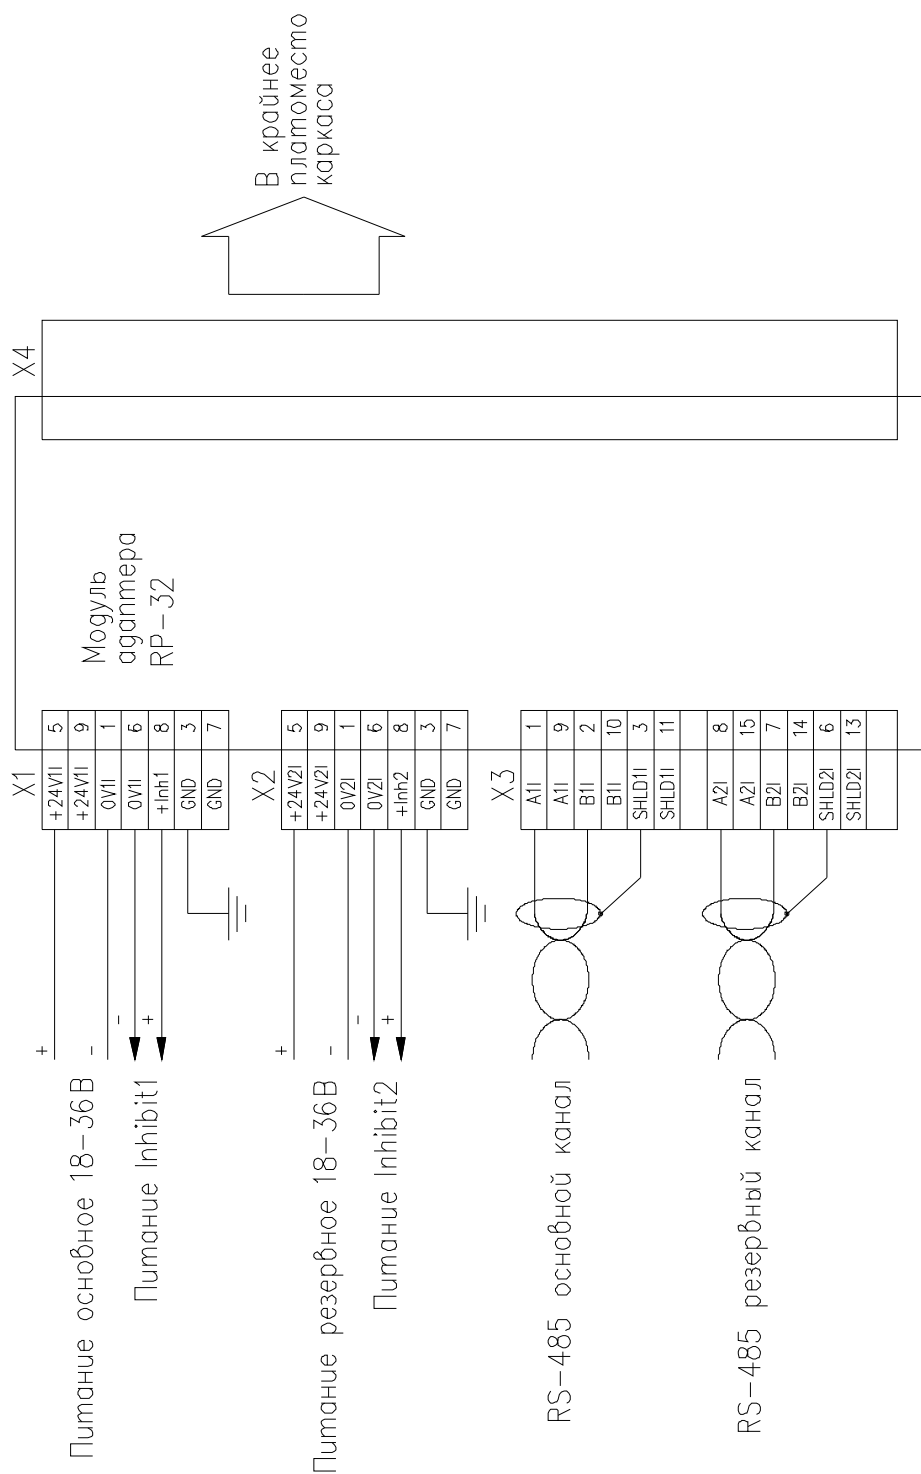 X1
+24V1I 5
+24V1I 9
0V1I 1
0V1I 6
+Inh1 8
GND 3
GND 7
Питание основное 18-36В
+
-
Питание Inhibit1
-
+
Модуль
адаптера
RP-32
X4
В крайнее
платоместо
каркаса
X2
+24V2I 5
+24V2I 9
0V2I 1
0V2I 6
+Inh2 8
GND 3
GND 7
Питание резервное 18-36В
+
-
Питание Inhibit2
-
+
X3
A1I 1
A1I 9
B1I 2
B1I 10
SHLD1I 3
SHLD1I 11
A2I 8
A2I 15
B2I 7
B2I 14
SHLD2I 6
SHLD2I 13
RS-485 основной канал
RS-485 резервный канал